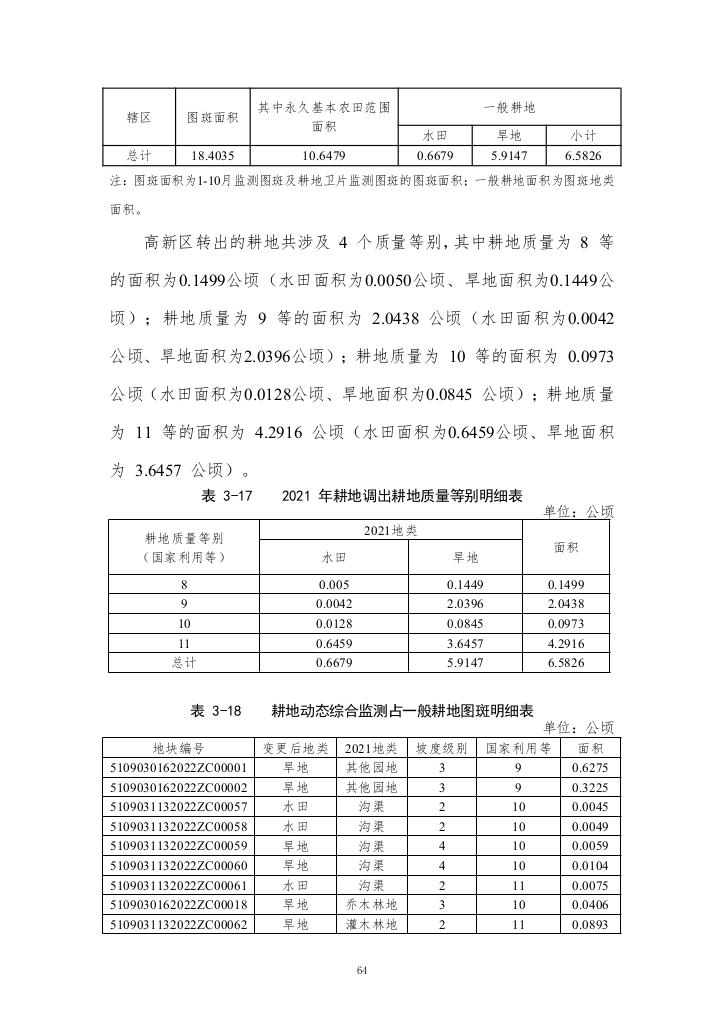 辖区 图斑面积 其中永久基本农田范围面积 一般耕地
水田 旱地 小计
总计 18.4035 10.6479 0.6679 5.9147 6.5826
注：图斑面积为1-10月监测图斑及耕地卫片监测图斑的图斑面积；一般耕地面积为图斑地类
面积。
高新区转出的耕地共涉及 4 个质量等别，其中耕地质量为 8 等
的面积为0.1499公顷（水田面积为0.0050公顷、旱地面积为0.1449公
顷）；耕地质量为 9 等的面积为 2.0438 公顷（水田面积为0.0042
公顷、旱地面积为2.0396公顷）；耕地质量为 10 等的面积为 0.0973
公顷（水田面积为0.0128公顷、旱地面积为0.0845 公顷）；耕地质量
为 11 等的面积为 4.2916 公顷（水田面积为0.6459公顷、旱地面积
为 3.6457 公顷）。
表 3-17 2021 年耕地调出耕地质量等别明细表
单位：公顷
耕地质量等别（国家利用等） 2021地类 面积
水田 旱地
8 0.005 0.1449 0.1499
9 0.0042 2.0396 2.0438
10 0.0128 0.0845 0.0973
11 0.6459 3.6457 4.2916
总计 0.6679 5.9147 6.5826
表 3-18 耕地动态综合监测占一般耕地图斑明细表
单位：公顷
地块编号 变更后地类 2021地类 坡度级别 国家利用等 面积
5109030162022ZC00001 旱地 其他园地 3 9 0.6275
5109030162022ZC00002 旱地 其他园地 3 9 0.3225
5109031132022ZC00057 水田 沟渠 2 10 0.0045
5109031132022ZC00058 水田 沟渠 2 10 0.0049
5109031132022ZC00059 旱地 沟渠 4 10 0.0059
5109031132022ZC00060 旱地 沟渠 4 10 0.0104
5109031132022ZC00061 水田 沟渠 2 11 0.0075
5109030162022ZC00018 旱地 乔木林地 3 10 0.0406
5109031132022ZC00062 旱地 灌木林地 2 11 0.0893
64